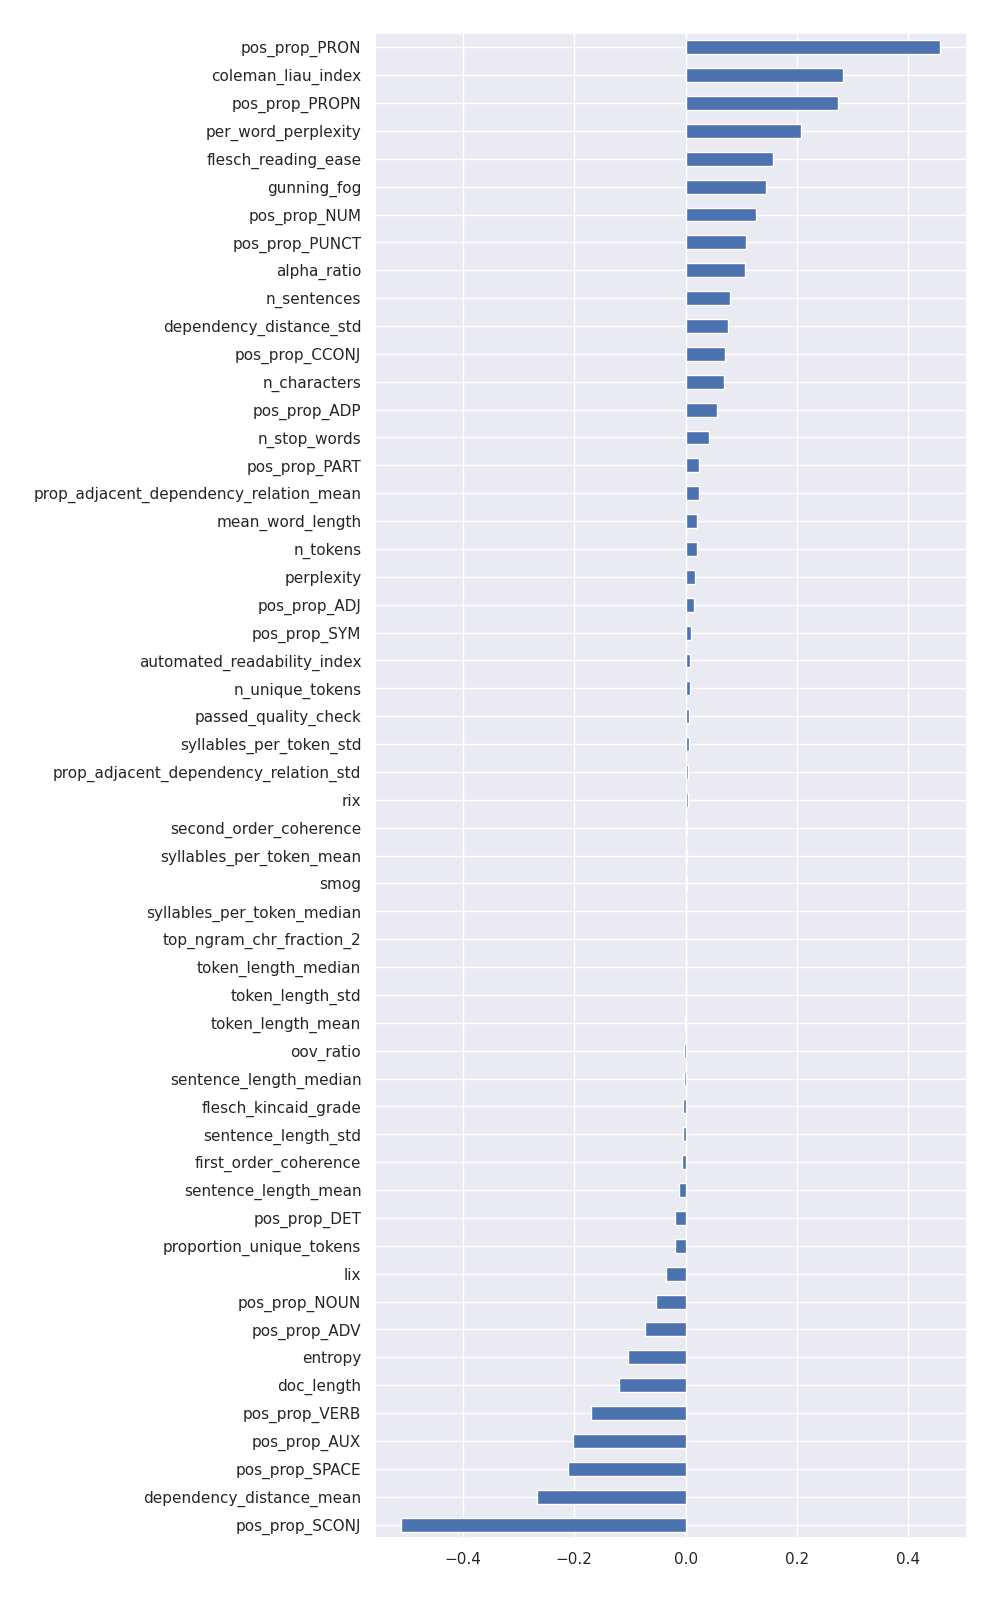 pos_prop_PRON
coleman_liau_index
pos_prop_PROPN
per_word_perplexity
flesch_reading_ease
gunning_fog
pos_prop_NUM
pos_prop_PUNCT
alpha_ratio
n_sentences
dependency_distance_std
pos_prop_CCONJ
n_characters
pos_prop_ADP
n_stop_words
pos_prop_PART
prop_adjacent_dependency_relation_mean
mean_word_length
n_tokens
perplexity
pos_prop_ADJ
pos_prop_SYM
automated_readability_index
n_unique_tokens
passed_quality_check
syllables_per_token_std
prop_adjacent_dependency_relation_std
rix
second_order_coherence
syllables_per_token_mean
smog
syllables_per_token_median
top_ngram_chr_fraction_2
token_length_median
token_length_std
token_length_mean
oov_ratio
sentence_length_median
flesch_kincaid_grade
sentence_length_std
first_order_coherence
sentence_length_mean
pos_prop_DET
proportion_unique_tokens
lix
pos_prop_NOUN
pos_prop_ADV
entropy
doc_length
pos_prop_VERB
pos_prop_AUX
pos_prop_SPACE
dependency_distance_mean
pos_prop_SCONJ
−0.4 −0.2 0.0 0.2 0.4